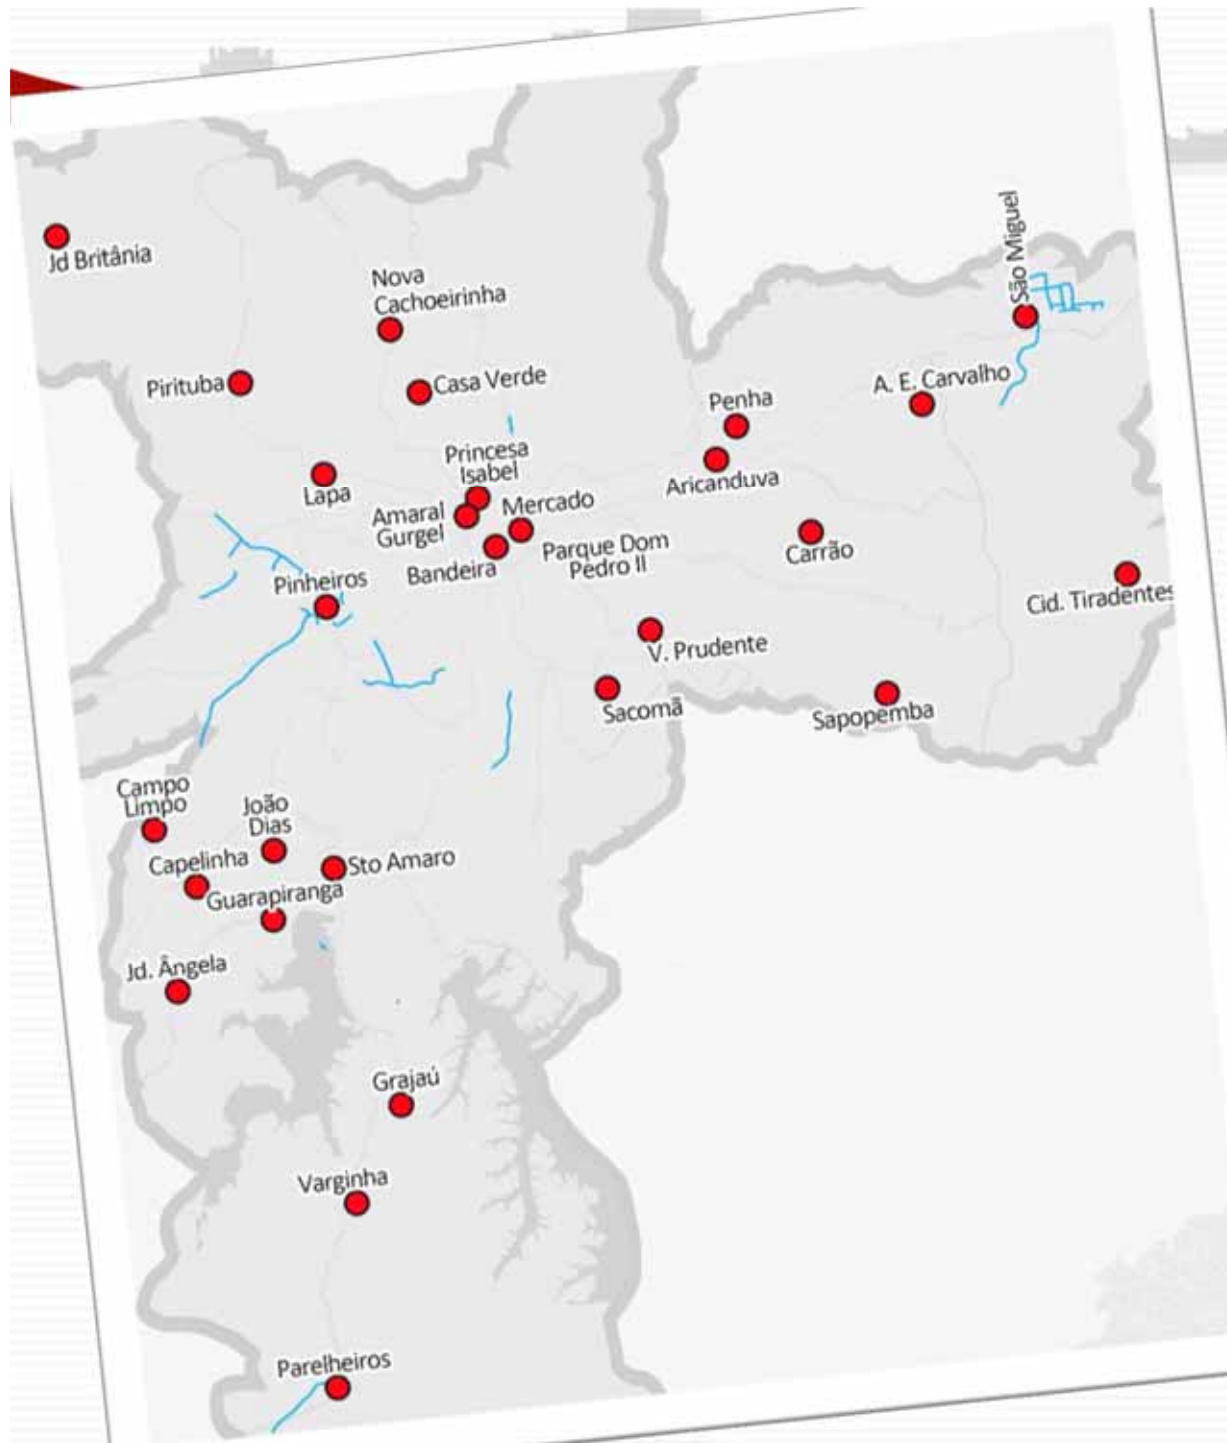 Jd Britânia
Nova
Cachoeirinha
São Miguel
Pirituba
Casa Verde
A. E. Carvalho
Penha
Princesa
Isabel
Lapa
Aricanduva
Amaral
Gurgel
Mercado
Bandeira
Parque Dom
Pedro II
Carrão
Pinheiros
Cid. Tiradentes
V. Prudente
Sacomã
Sapopemba
Campo
Limpo
João
Dias
Capelinha
Sto Amaro
Guarapiranga
Jd. Ângela
Grajaú
Varginha
Parelheiros